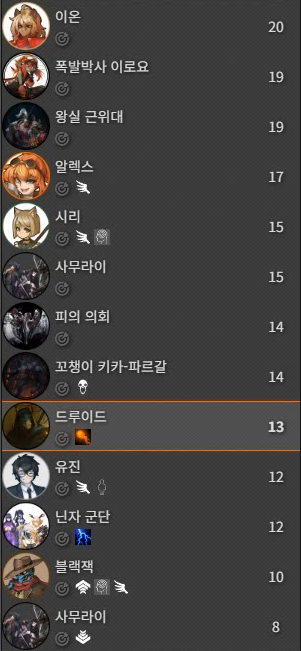 이온 20
폭발박사 이로요 19
왕실 근위대 19
알렉스 17
시리 15
사무라이 15
피의 의회 14
꼬챙이 키카-파르갈 14
드루이드 13
유진 12
닌자 군단 12
블랙잭 10
사무라이 8